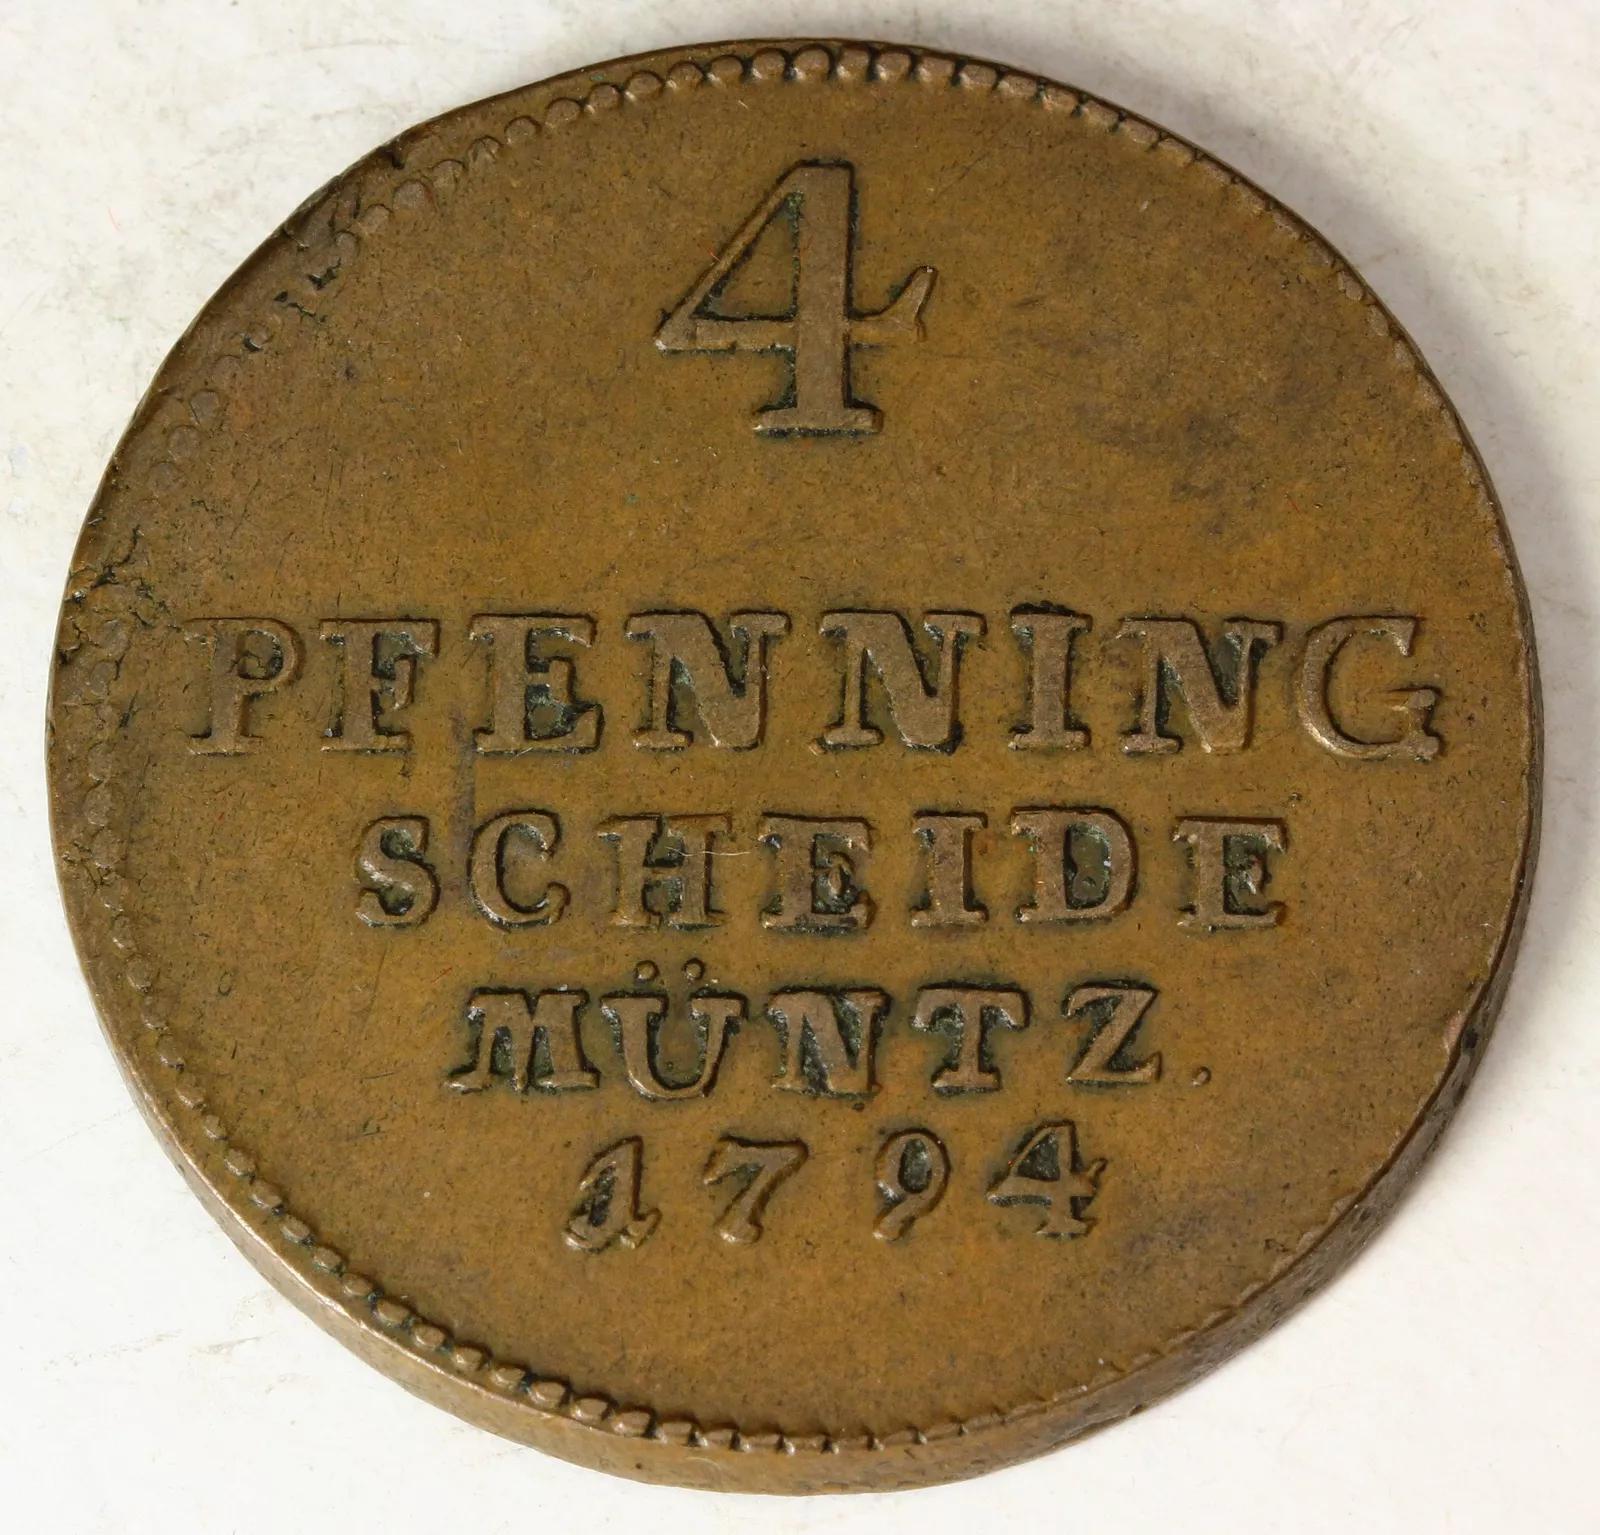 4
PFENNING
SCHEIDE
MÜNTZ.
1794